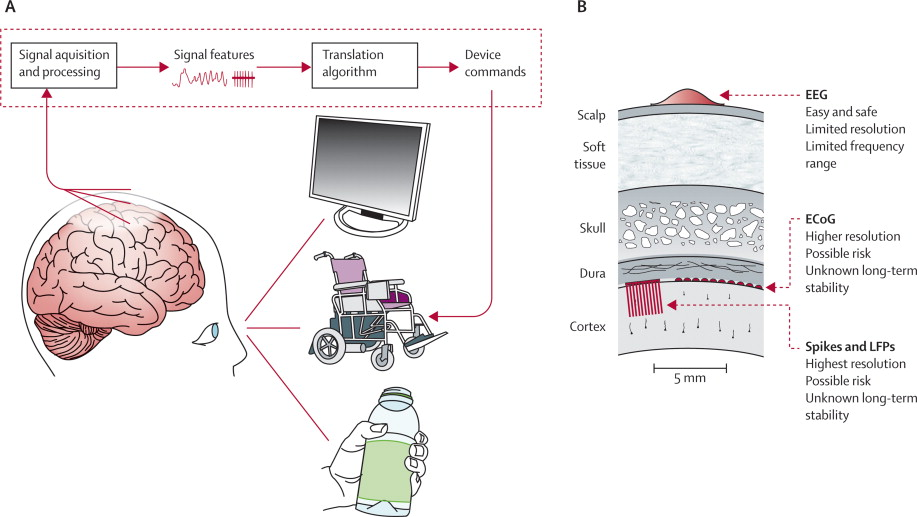 A
Signal aquisition
and processing
Signal features
Translation
algorithm
Device
commands
B
Scalp
Soft
tissue
Skull
Dura
Cortex
5 mm
EEG
Easy and safe
Limited resolution
Limited frequency
range
ECoG
Higher resolution
Possible risk
Unknown long-term
stability
Spikes and LFPs
Highest resolution
Possible risk
Unknown long-term
stability